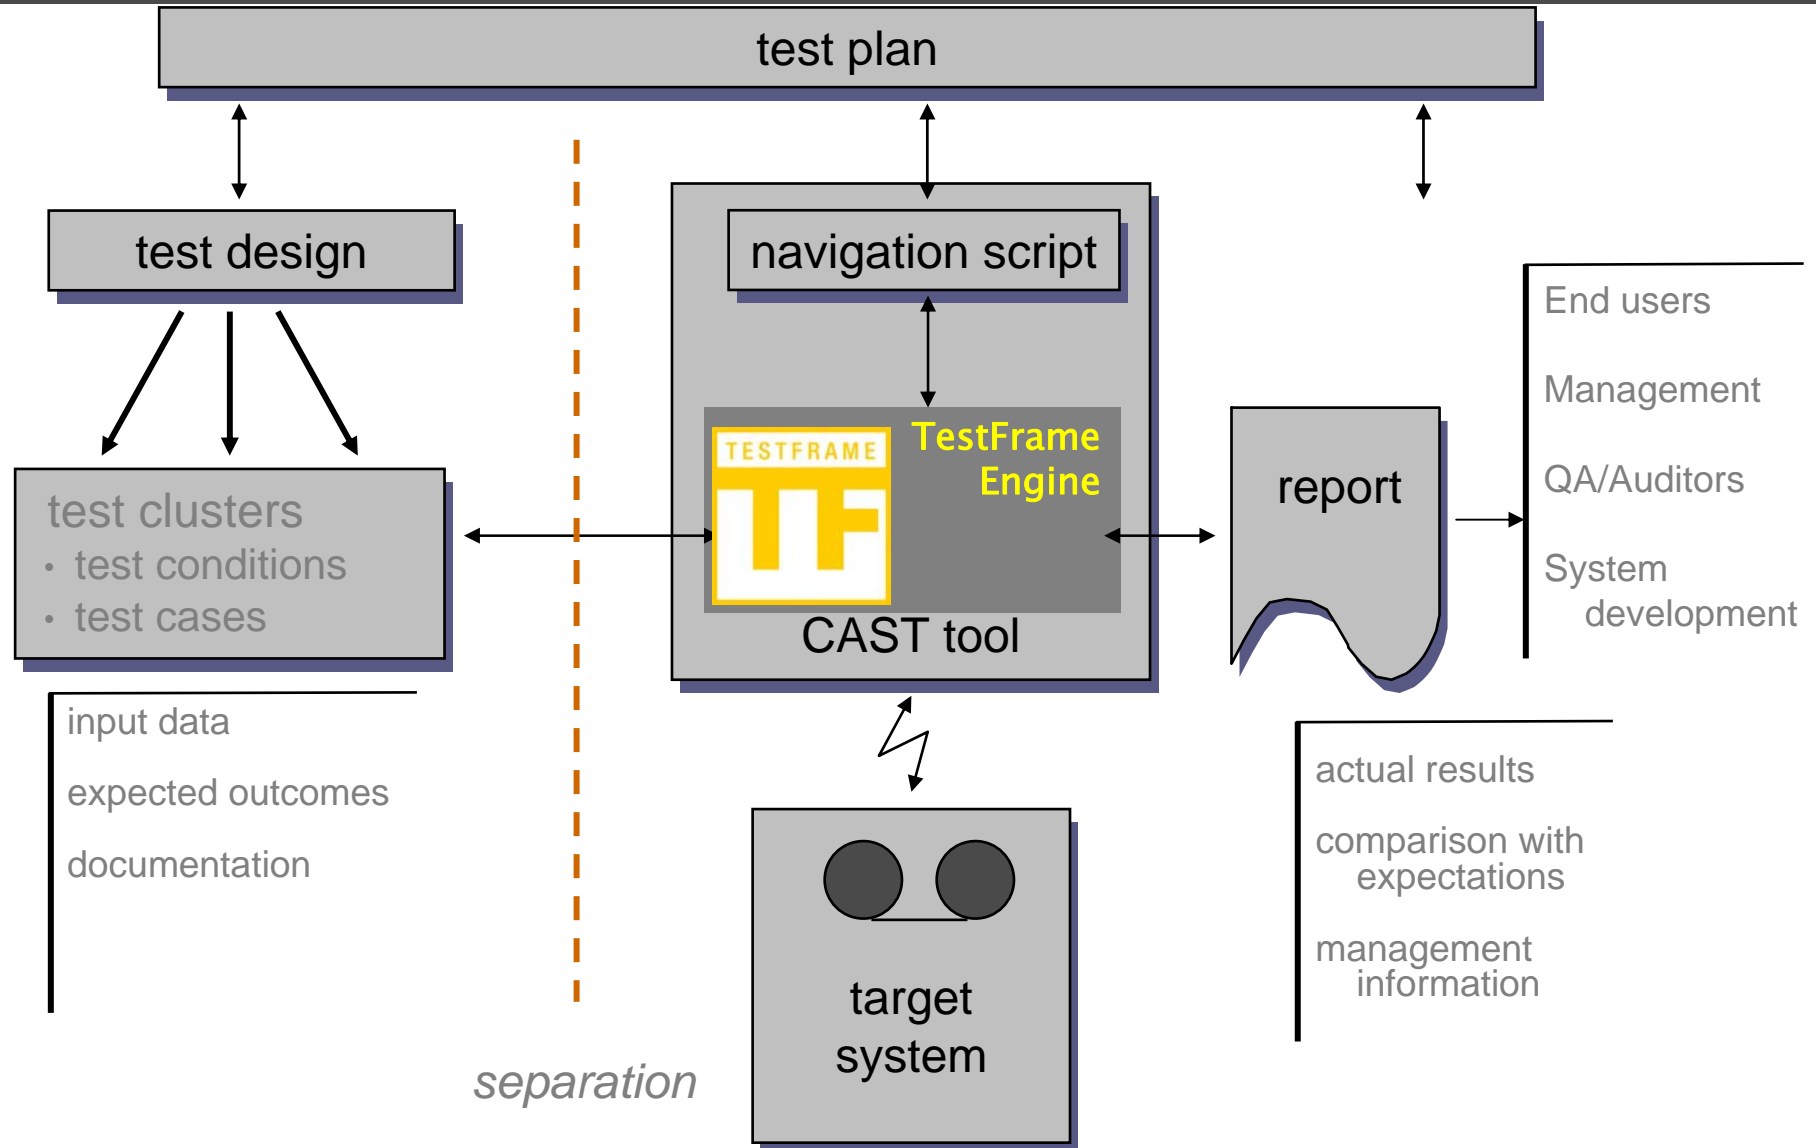 test plan
test design
navigation script
End users
Management
QA/Auditors
System
development
TESTFRAME
TF
TestFrame
Engine
report
test clusters
• test conditions
• test cases
CAST tool
input data
expected outcomes
documentation
actual results
comparison with
expectations
management
information
target
system
separation